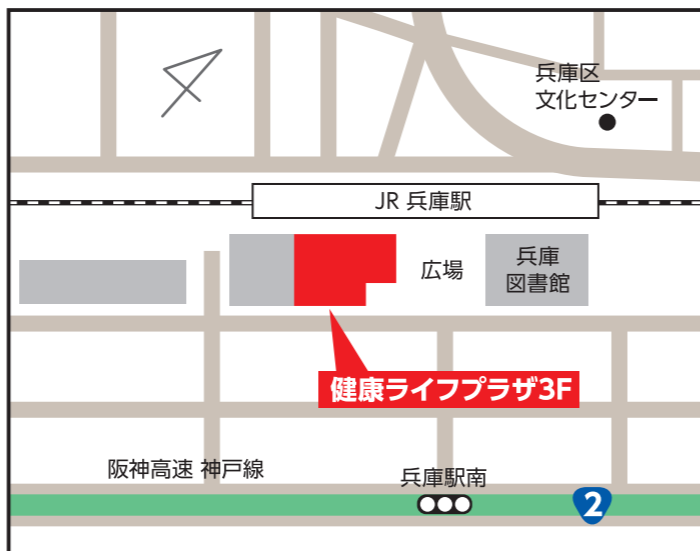 兵庫区
文化センター
JR 兵庫駅
広場
兵庫
図書館
健康ライフプラザ3F
阪神高速 神戸線
兵庫駅南
2